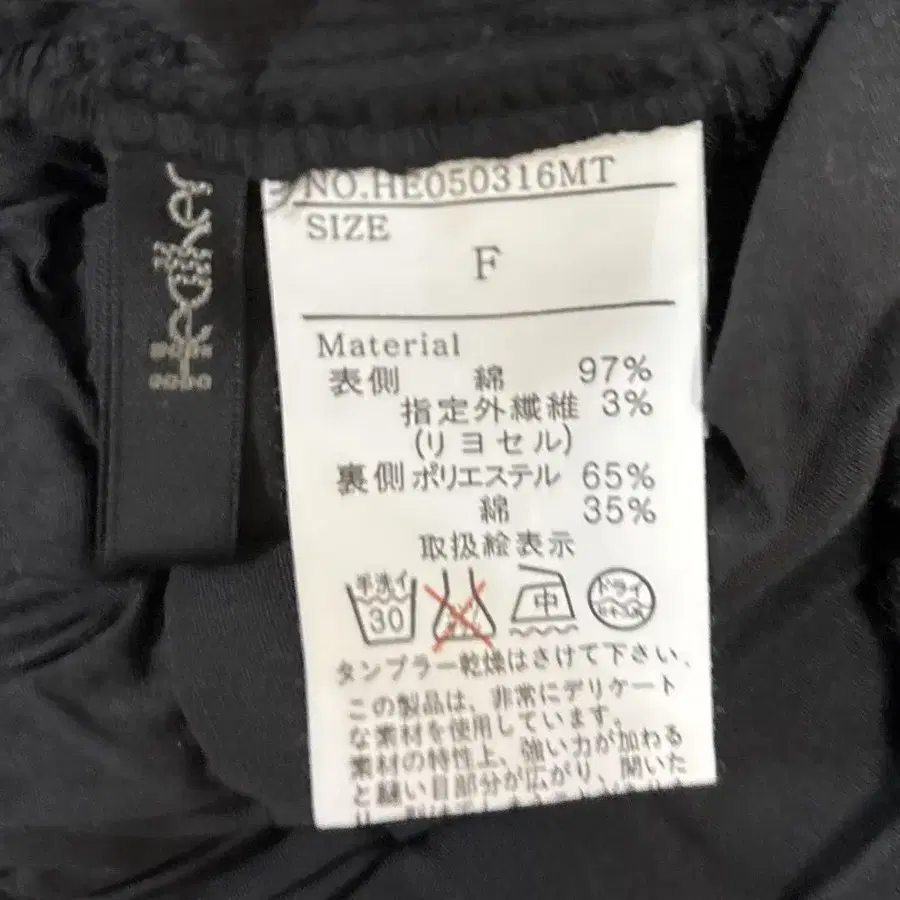 Heather
NO.HE050316MT
SIZE
F
Material
表側 綿 97%
指定外繊維 3%
(リヨセル)
裏側 ポリエステル 65%
綿 35%
取扱絵表示
手洗イ
30
中
ドライ
タンブラー乾燥はさけて下さい.
この製品は、非常にデリケート
な素材を使用しています。
素材の特性上、強い力が加わる
と縫い目部分が広がり、開いた